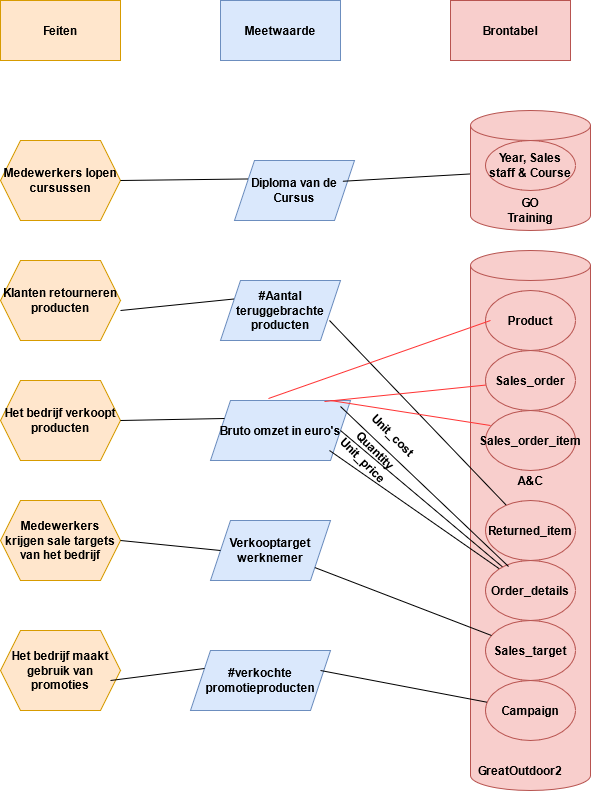 Feiten
Meetwaarde
Brontabel
Medewerkers lopen
cursussen
Diploma van de
Cursus
Year, Sales
staff & Course
GO
Training
Klanten retourneren
producten
#Aantal
teruggebrachte
producten
Product
Sales_order
Sales_order_item
A&C
Het bedrijf verkoopt
producten
Bruto omzet in euro's
Unit_cost
Quantity
Unit_price
Returned_item
Order_details
Medewerkers
krijgen sale targets
van het bedrijf
Verkooptarget
werknemer
Sales_target
Het bedrijf maakt
gebruik van
promoties
#verkochte
promotieproducten
Campaign
GreatOutdoor2